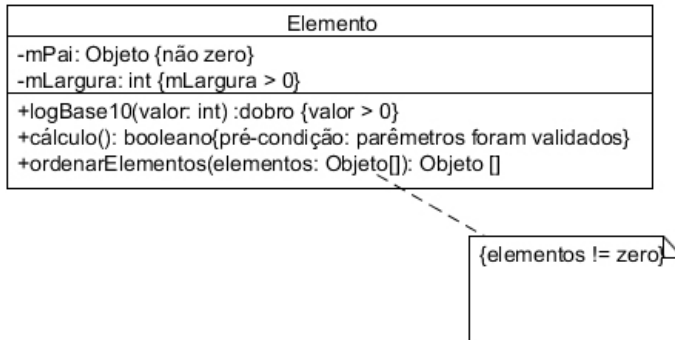 Elemento
-mPai: Objeto {não zero}
-mLargura: int {mLargura > 0}
+logBase10(valor: int) :dobro {valor > 0}
+cálculo(): booleano{pré-condição: parêmetros foram validados}
+ordenarElementos(elementos: Objeto[]): Objeto []
{elementos != zero}